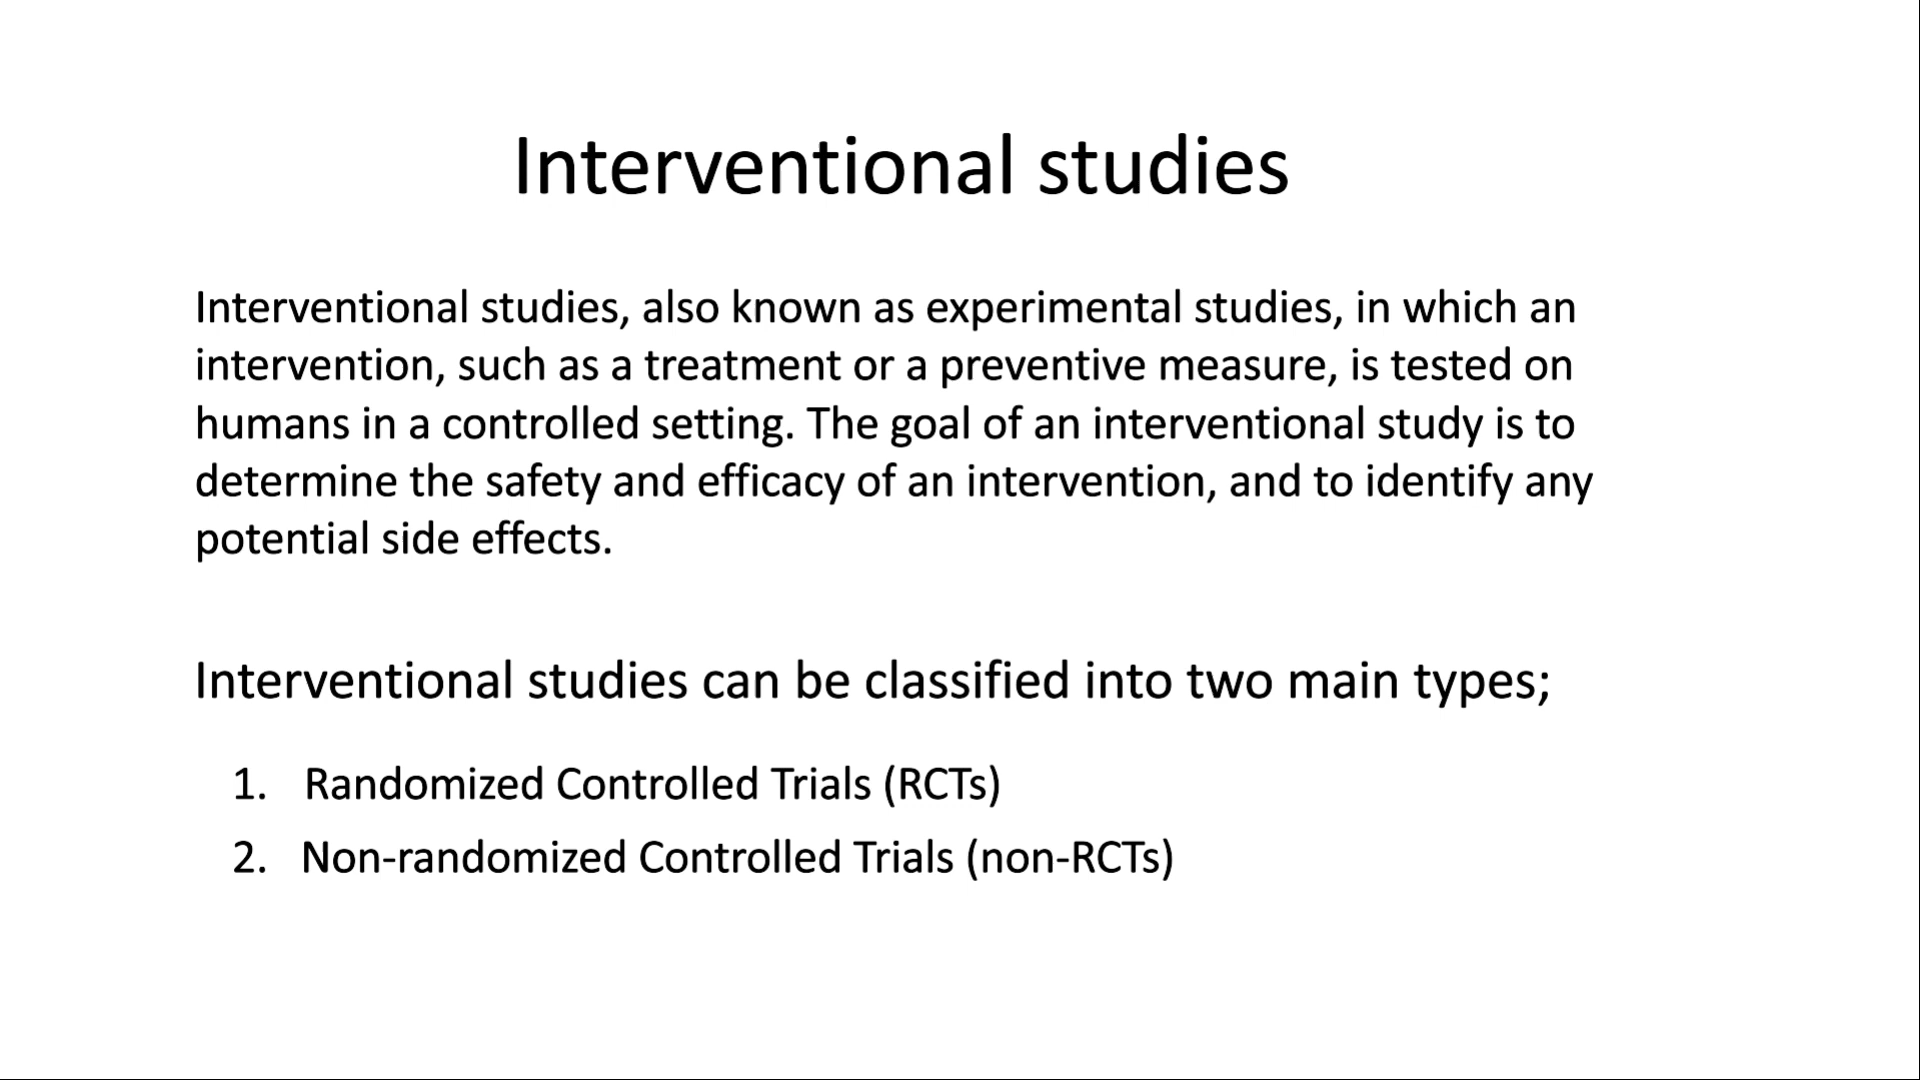 Interventional studies
Interventional studies, also known as experimental studies, in which an
intervention, such as a treatment or a preventive measure, is tested on
humans in a controlled setting. The goal of an interventional study is to
determine the safety and efficacy of an intervention, and to identify any
potential side effects.
Interventional studies can be classified into two main types;
1. Randomized Controlled Trials (RCTs)
2. Non-randomized Controlled Trials (non-RCTs)